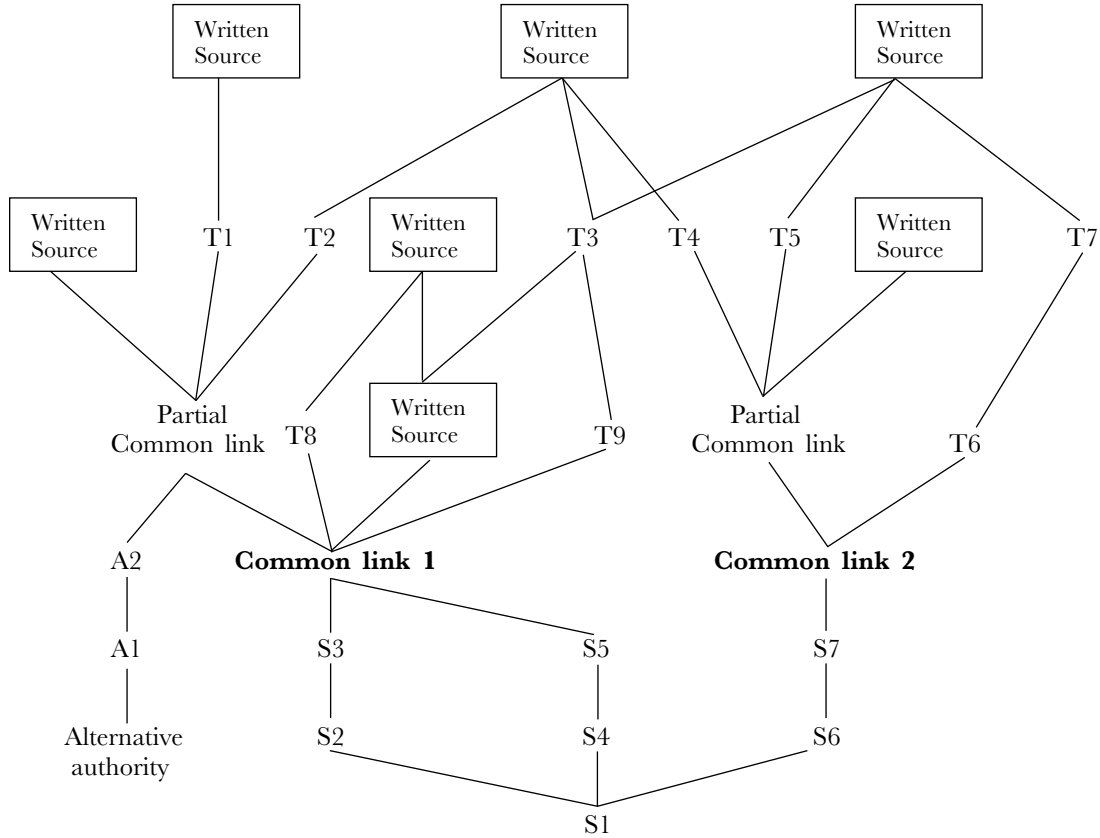 Written
Source
Written
Source
Written
Source
Written
Source
T1
T2
Written
Source
T3
T4
T5
Written
Source
T7
Partial
Common link
T8
Written
Source
T9
Partial
Common link
T6
A2
Common link 1
Common link 2
A1
S3
S5
S7
Alternative
authority
S2
S4
S6
S1